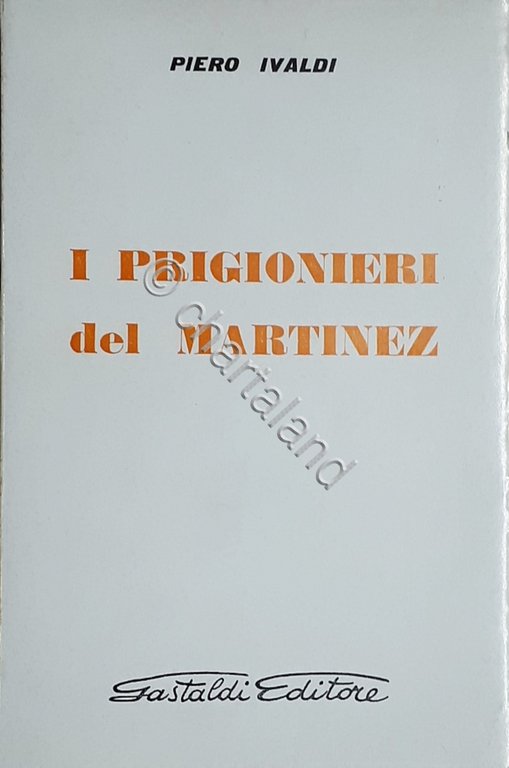 PIERO IVALDI
I PRIGIONIERI
del MARTINEZ
© chartaland
Gastaldi Editore